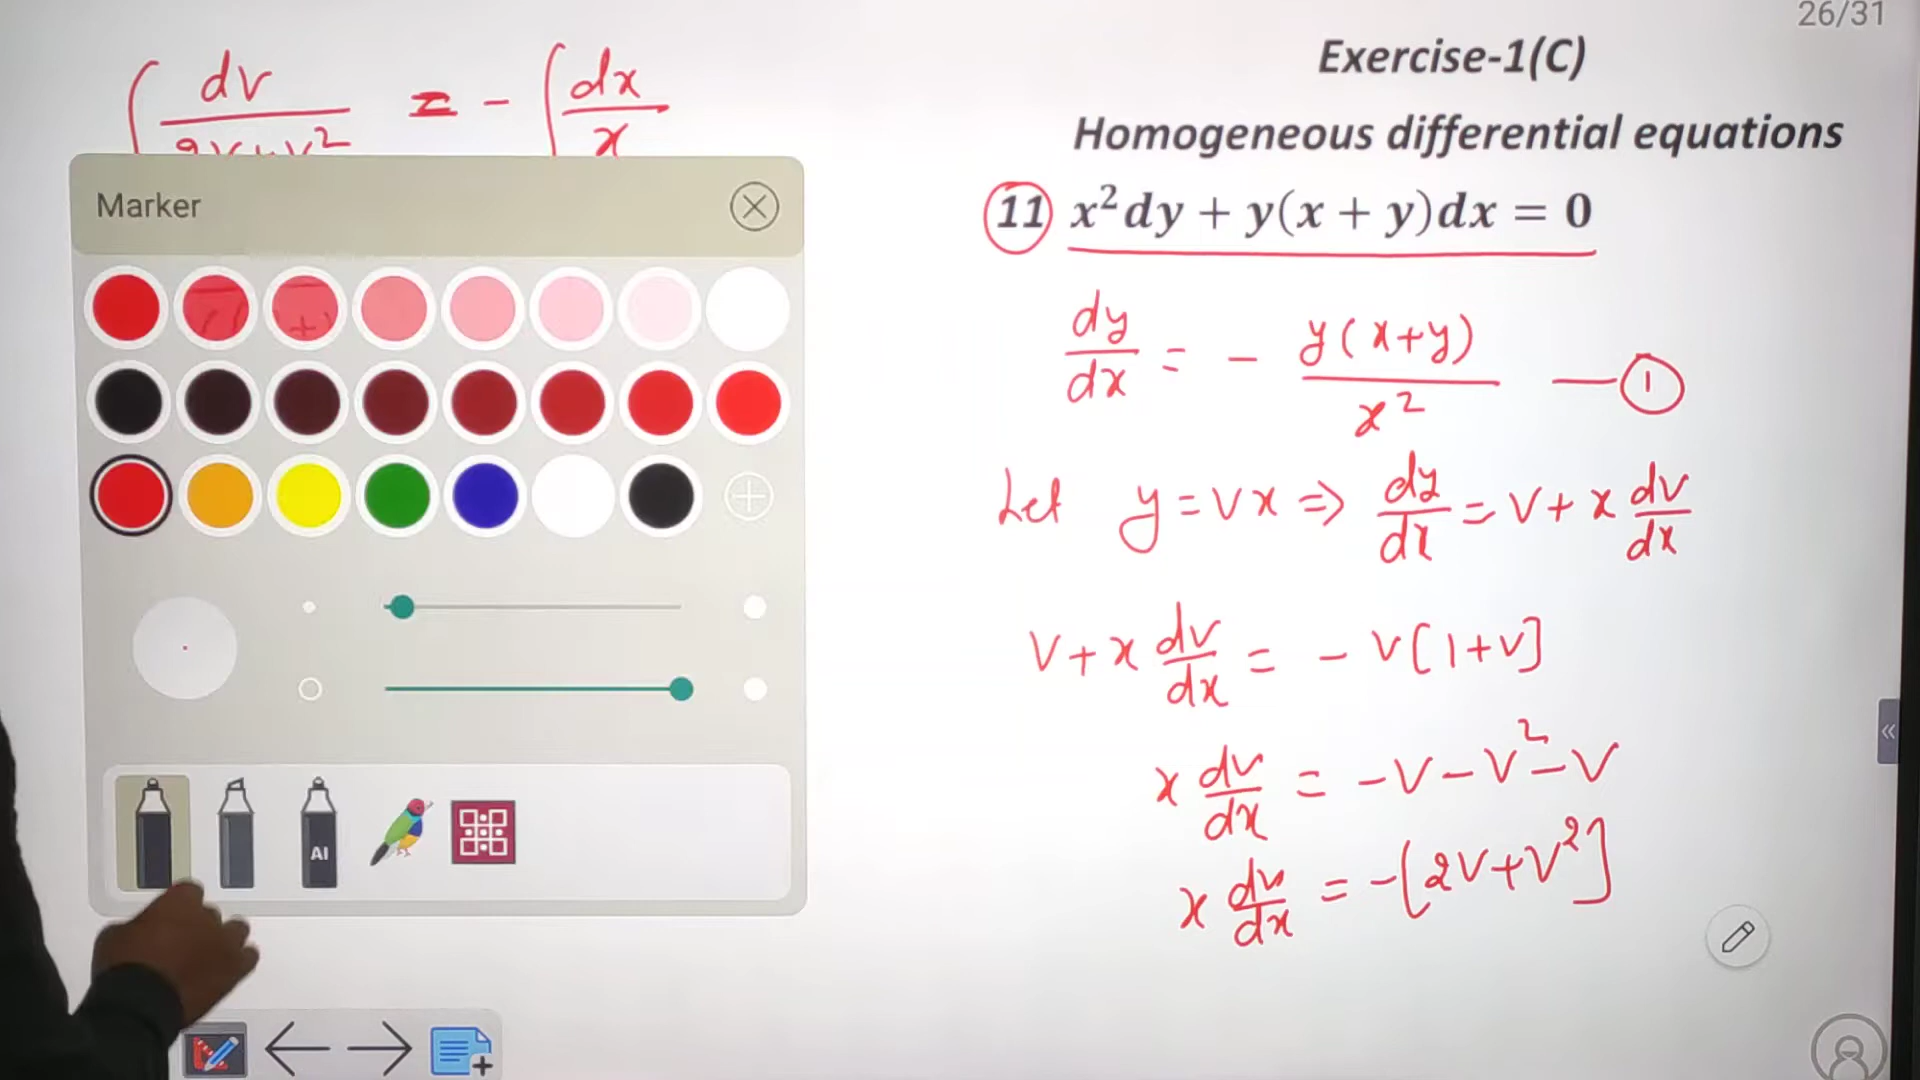 26/31
Exercise-1(C)
Homogeneous differential equations
11 x²dy + y(x + y)dx = 0
dy/dx = - y(x+y)/x² —①
Let y = vx ⇒ dy/dx = v + x dv/dx
v + x dv/dx = - v[1+v]
x dv/dx = -v - v² - v
x dv/dx = -[2v+v²]
∫ dv/2v+v² = - ∫ dx/x
Marker
AI